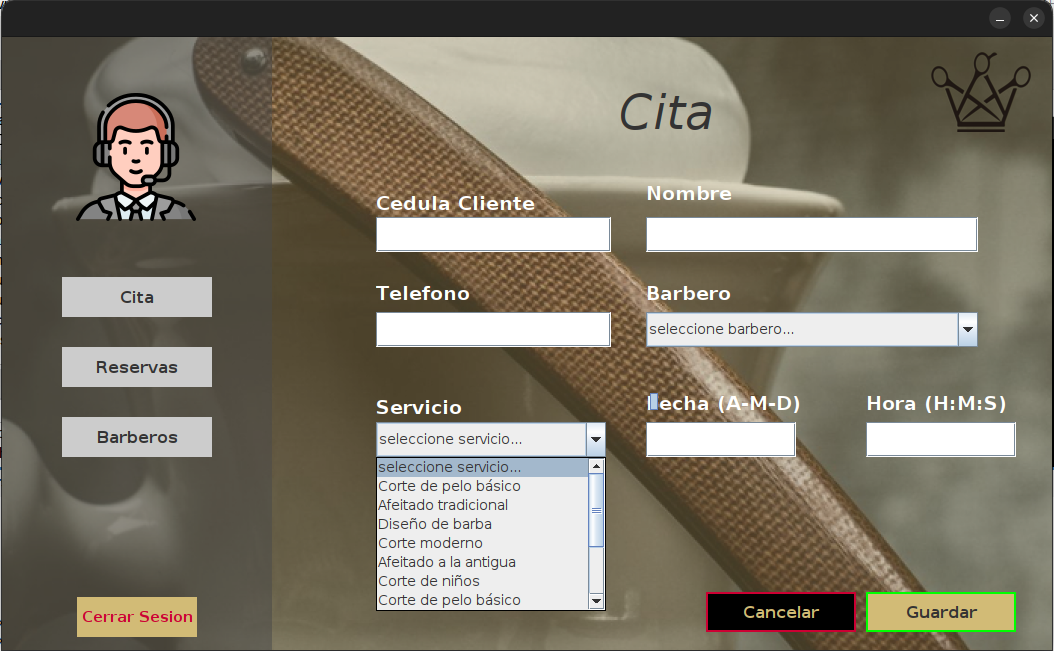 Cita
Cedula Cliente
Nombre
Telefono
Barbero
seleccione barbero...
Servicio
Fecha (A-M-D)
Hora (H:M:S)
seleccione servicio...
seleccione servicio...
Corte de pelo básico
Afeitado tradicional
Diseño de barba
Corte moderno
Afeitado a la antigua
Corte de niños
Corte de pelo básico
Cita
Reservas
Barberos
Cerrar Sesion
Cancelar
Guardar